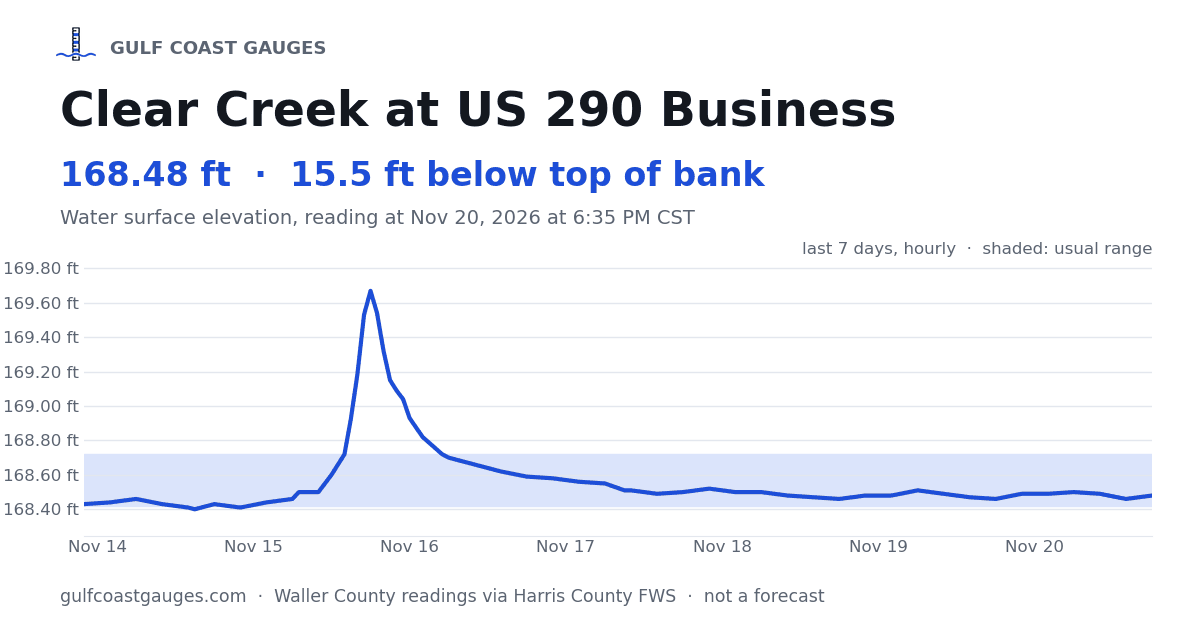 GULF COAST GAUGES
Clear Creek at US 290 Business
168.48 ft · 15.5 ft below top of bank
Water surface elevation, reading at Nov 20, 2026 at 6:35 PM CST
last 7 days, hourly · shaded: usual range
169.80 ft
169.60 ft
169.40 ft
169.20 ft
169.00 ft
168.80 ft
168.60 ft
168.40 ft
Nov 14 Nov 15 Nov 16 Nov 17 Nov 18 Nov 19 Nov 20
gulfcoastgauges.com · Waller County readings via Harris County FWS · not a forecast